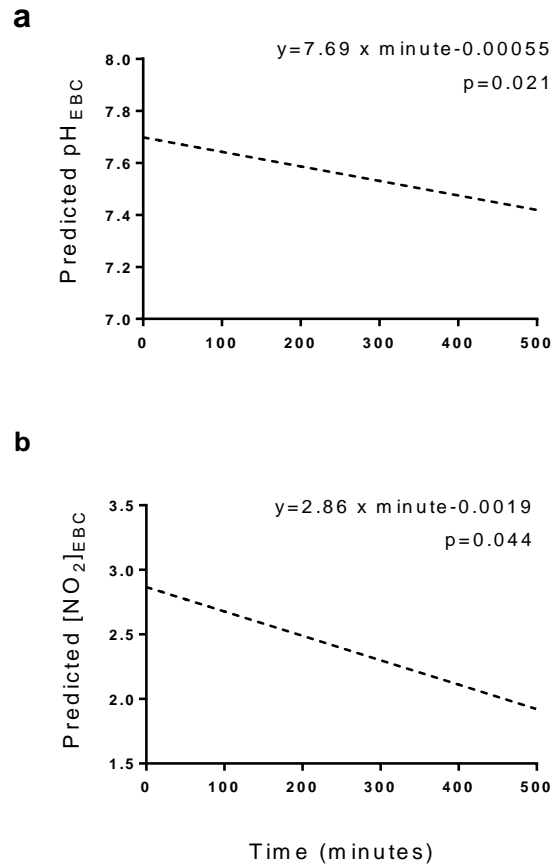 a
y=7.69 x minute-0.00055
p=0.021
Predicted pH_EBC
8.0
7.8
7.6
7.4
7.2
7.0
0 100 200 300 400 500
b
y=2.86 x minute-0.0019
p=0.044
Predicted [NO2]EBC
3.5
3.0
2.5
2.0
1.5
0 100 200 300 400 500
Time (minutes)